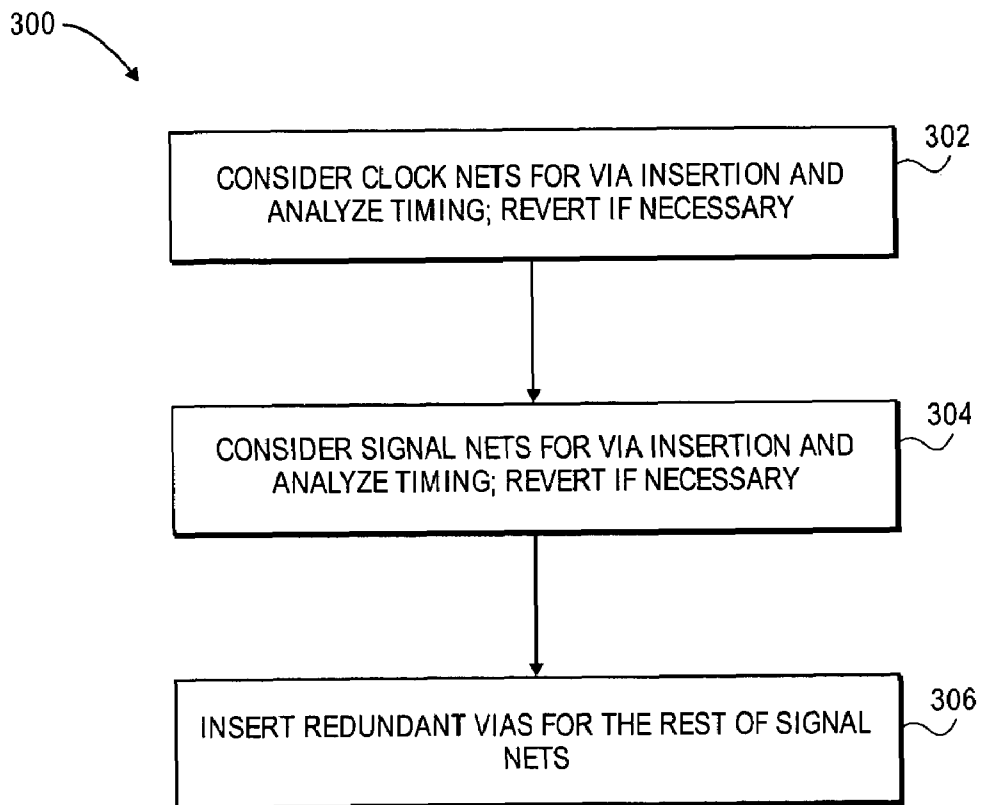 300
302
CONSIDER CLOCK NETS FOR VIA INSERTION AND
ANALYZE TIMING; REVERT IF NECESSARY
304
CONSIDER SIGNAL NETS FOR VIA INSERTION AND
ANALYZE TIMING; REVERT IF NECESSARY
306
INSERT REDUNDANT VIAS FOR THE REST OF SIGNAL
NETS